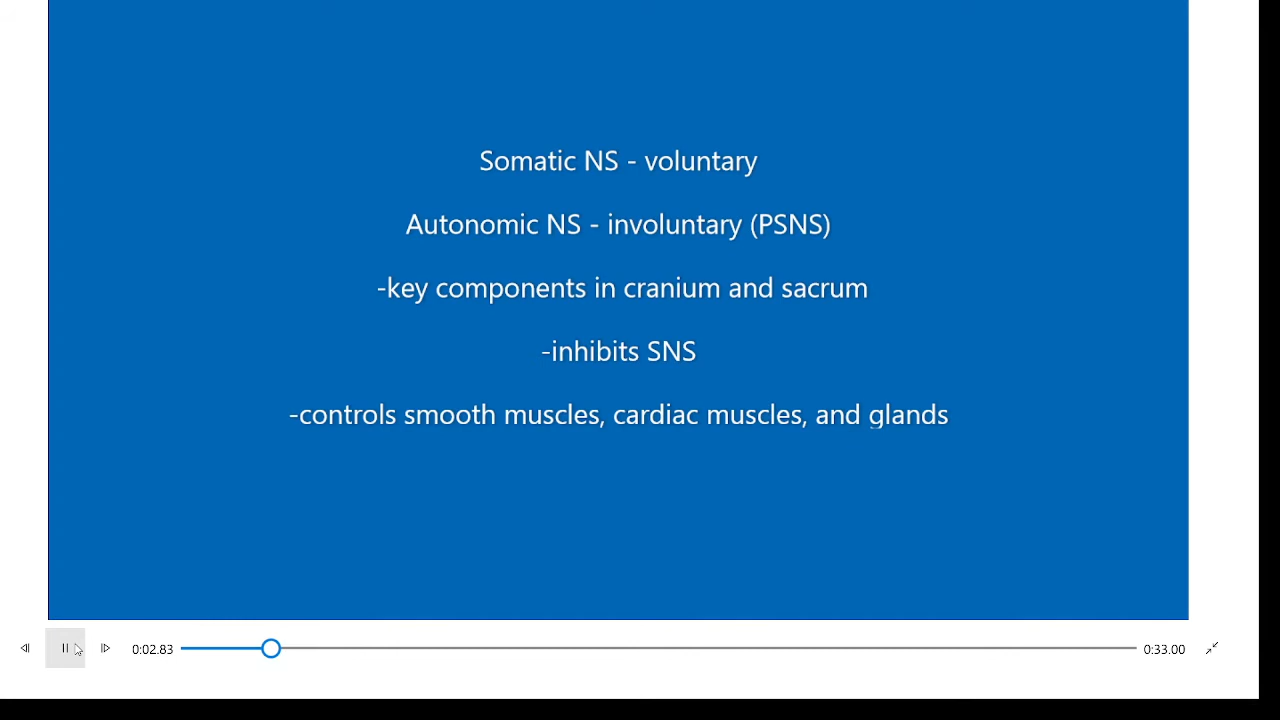 Somatic NS - voluntary
Autonomic NS - involuntary (PSNS)
-key components in cranium and sacrum
-inhibits SNS
-controls smooth muscles, cardiac muscles, and glands
0:02.83
0:33.00